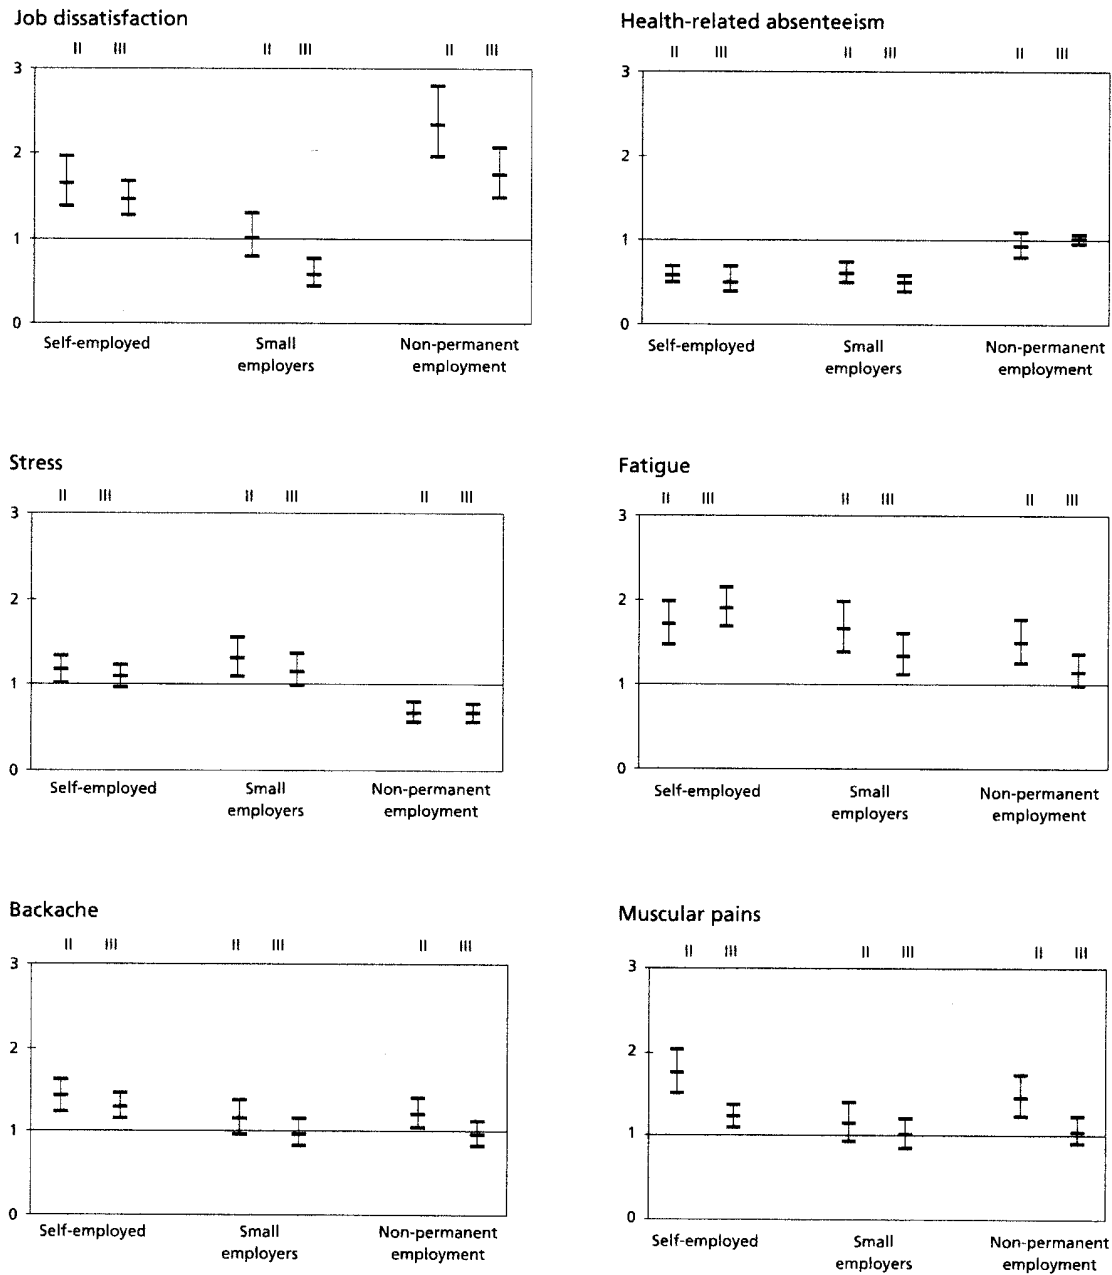 Job dissatisfaction
II III II III II III
3
2
1
0
Self-employed Small employers Non-permanent employment
Health-related absenteeism
II III II III II III
3
2
1
0
Self-employed Small employers Non-permanent employment
Stress
II III II III II III
3
2
1
0
Self-employed Small employers Non-permanent employment
Fatigue
II III II III II III
3
2
1
0
Self-employed Small employers Non-permanent employment
Backache
II III II III II III
3
2
1
0
Self-employed Small employers Non-permanent employment
Muscular pains
II III II III II III
3
2
1
0
Self-employed Small employers Non-permanent employment